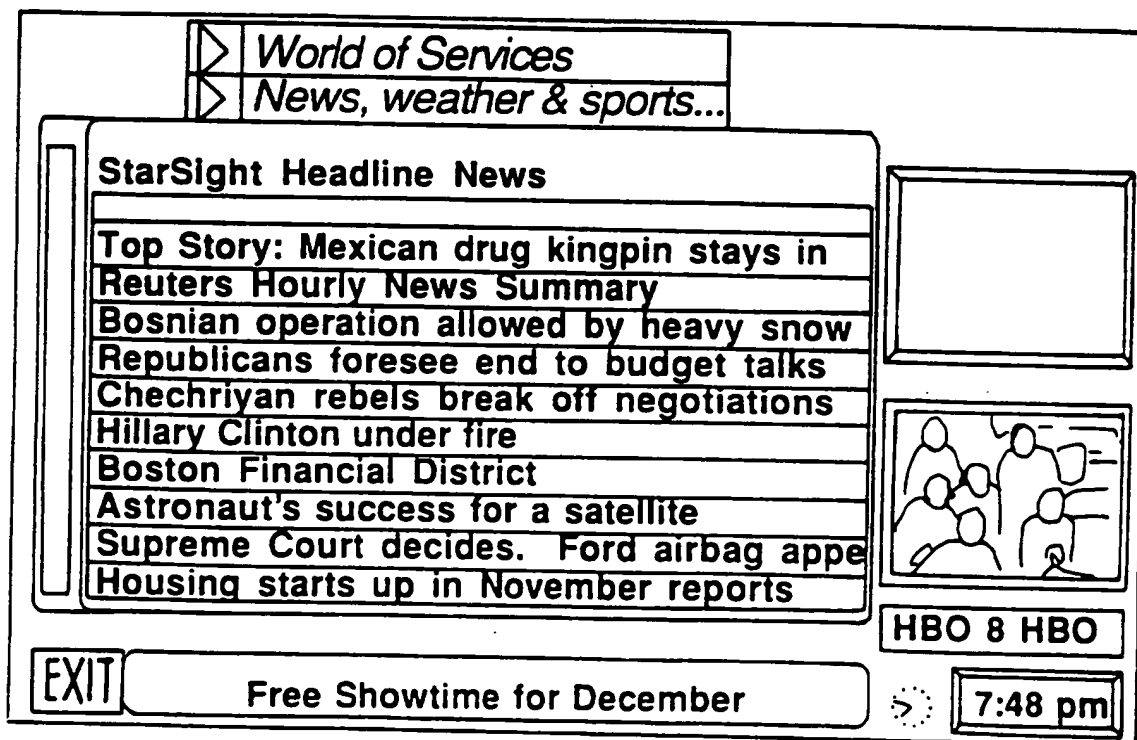 World of Services
News, weather & sports...
StarSight Headline News
Top Story: Mexican drug kingpin stays in
Reuters Hourly News Summary
Bosnian operation allowed by heavy snow
Republicans foresee end to budget talks
Chechriyan rebels break off negotiations
Hillary Clinton under fire
Boston Financial District
Astronaut's success for a satellite
Supreme Court decides. Ford airbag appe
Housing starts up in November reports
HBO 8 HBO
EXIT
Free Showtime for December
7:48 pm